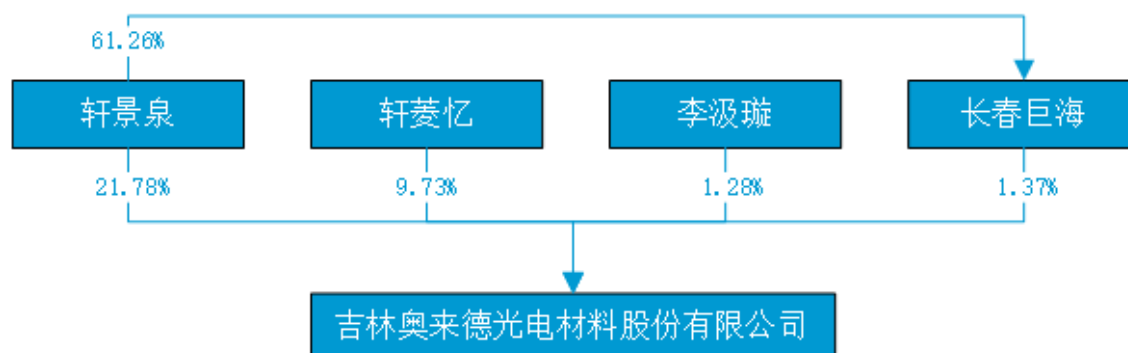 61.26%
轩景泉
轩菱忆
李汲璇
长春巨海
21.78%
9.73%
1.28%
1.37%
吉林奥来德光电材料股份有限公司